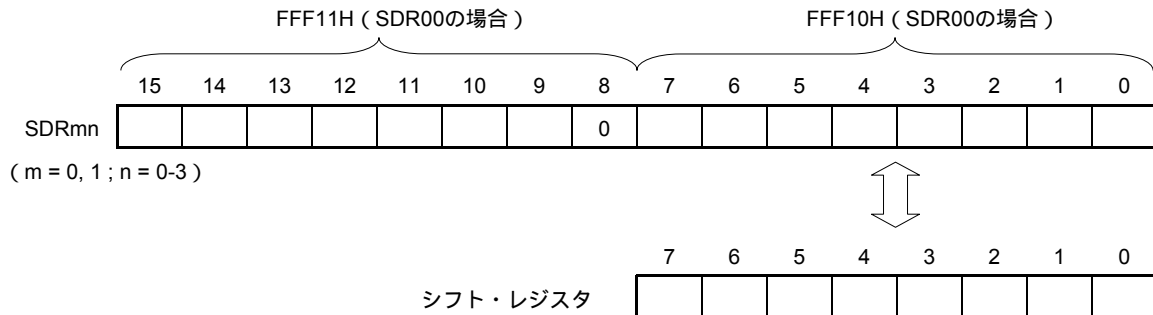 FFF11H（SDR00の場合） FFF10H（SDR00の場合）
15 14 13 12 11 10 9 8 7 6 5 4 3 2 1 0
SDRmn 0
（m = 0, 1 ; n = 0-3）
7 6 5 4 3 2 1 0
シフト・レジスタ